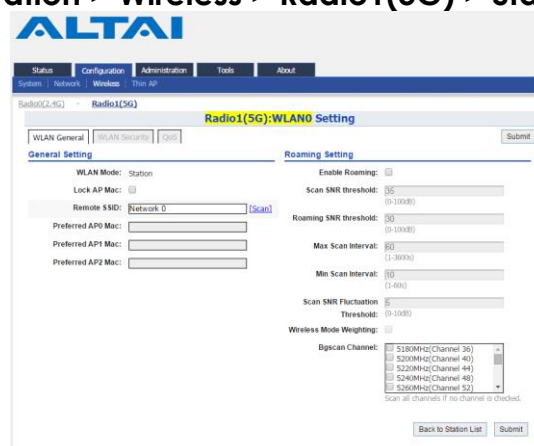 ation > Wireless > Radio1(5G) > Sta
ALTAI
Status Configuration Administration Tools About
System | Network | Wireless | Thin AP
Radio0(2.4G) - Radio1(5G)
Radio1(5G):WLAN0 Setting
WLAN General WLAN Security QoS Submit
General Setting
WLAN Mode: Station
Lock AP Mac:
Remote SSID: Network 0 [Scan]
Preferred AP0 Mac:
Preferred AP1 Mac:
Preferred AP2 Mac:
Roaming Setting
Enable Roaming:
Scan SNR threshold: 36
(0-100dB)
Roaming SNR threshold: 30
(0-100dB)
Max Scan Interval: 60
(1-3600s)
Min Scan Interval: 10
(1-60s)
Scan SNR Fluctuation Threshold: 5
(0-10dB)
Wireless Mode Weighting:
Bgscan Channel: 5180MHz(Channel 36)
5200MHz(Channel 40)
5220MHz(Channel 44)
5240MHz(Channel 48)
5260MHz(Channel 52)
Scan all channels if no channel is checked.
Back to Station List Submit